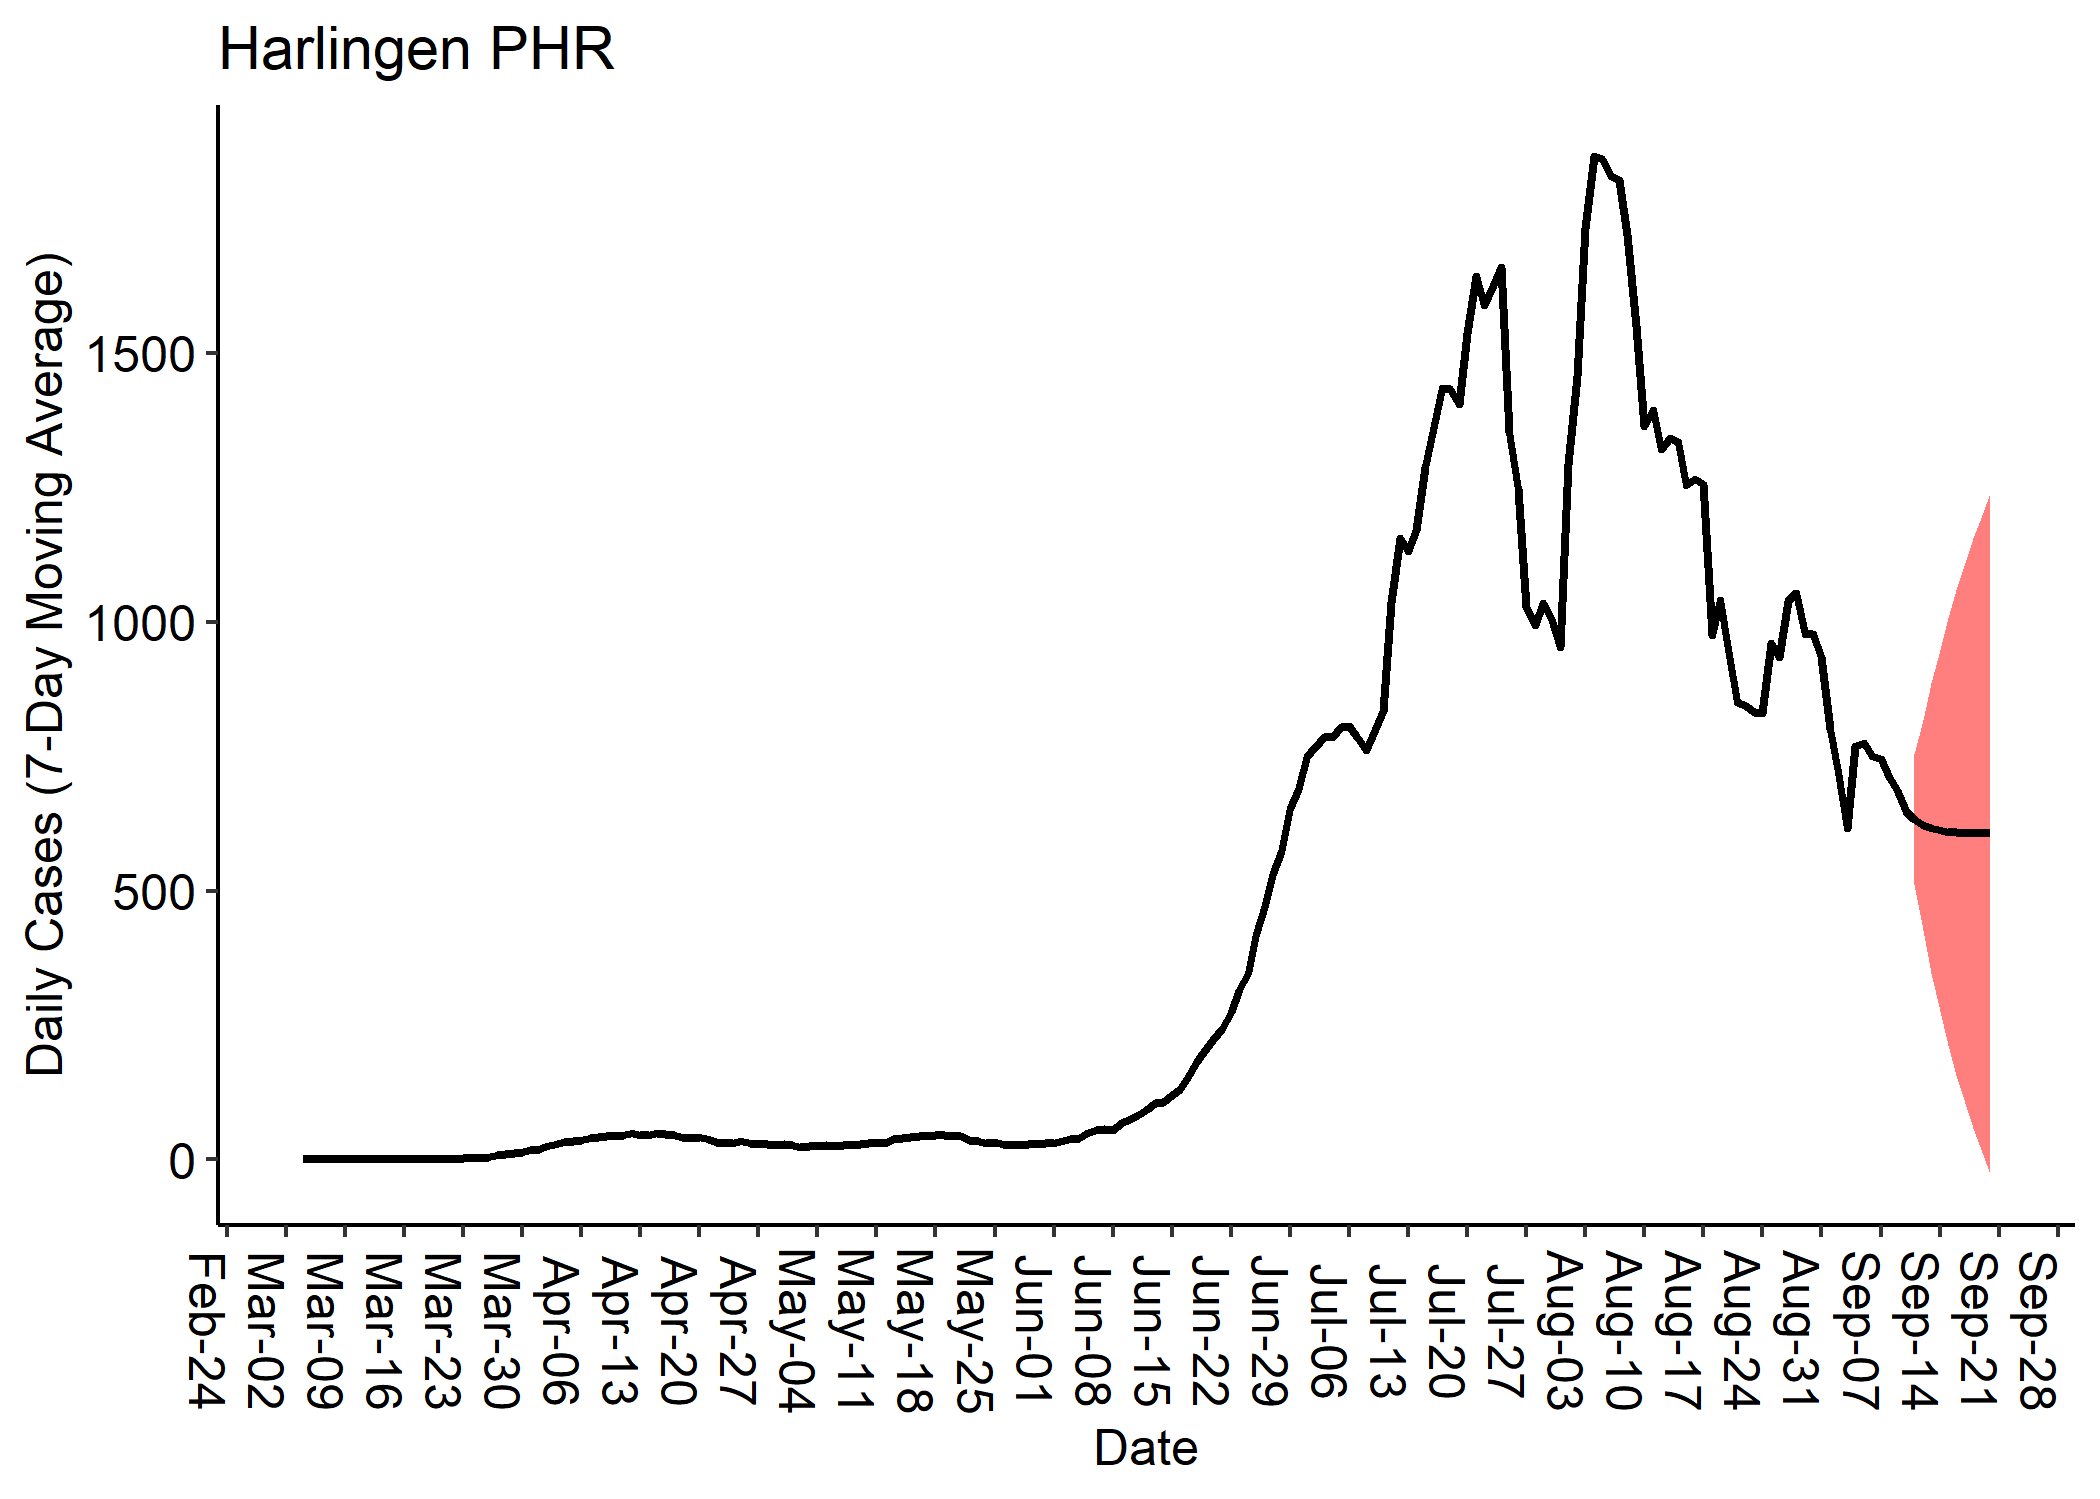 Harlingen PHR
Daily Cases (7-Day Moving Average)
1500
1000
500
0
Feb-24
Mar-02
Mar-09
Mar-16
Mar-23
Mar-30
Apr-06
Apr-13
Apr-20
Apr-27
May-04
May-11
May-18
May-25
Jun-01
Jun-08
Jun-15
Jun-22
Jun-29
Jul-06
Jul-13
Jul-20
Jul-27
Aug-03
Aug-10
Aug-17
Aug-24
Aug-31
Sep-07
Sep-14
Sep-21
Sep-28
Date